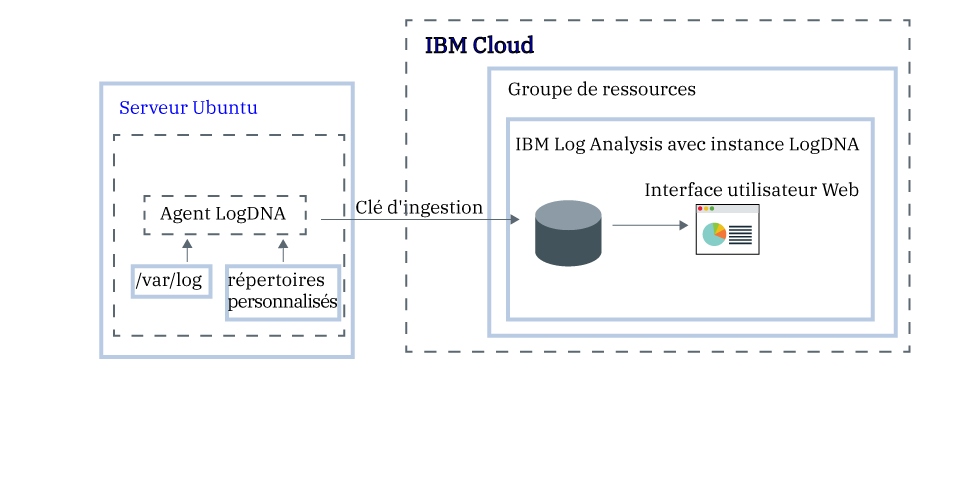 IBM Cloud
Groupe de ressources
Serveur Ubuntu
IBM Log Analysis avec instance LogDNA
Interface utilisateur Web
Agent LogDNA
Clé d'ingestion
/var/log
répertoires
personnalisés